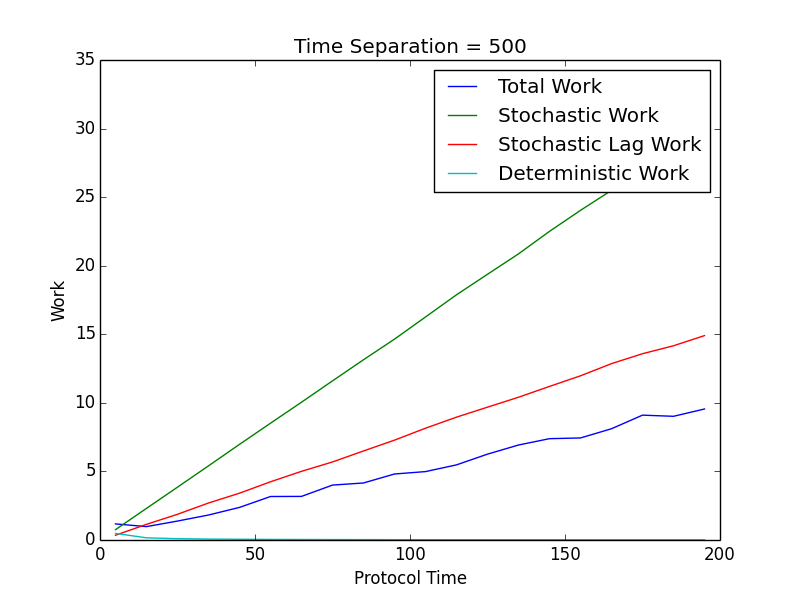 Time Separation = 500
35
30
25
20
15
10
5
0
Work
Total Work
Stochastic Work
Stochastic Lag Work
Deterministic Work
0 50 100 150 200
Protocol Time